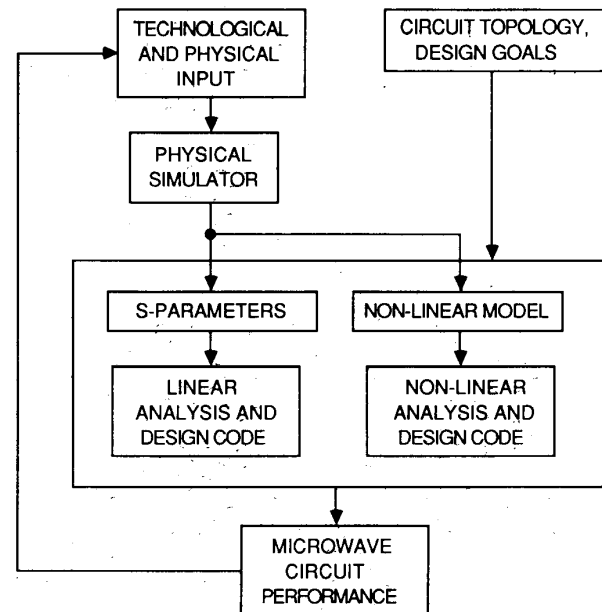 TECHNOLOGICAL
AND PHYSICAL
INPUT
CIRCUIT TOPOLOGY,
DESIGN GOALS
PHYSICAL
SIMULATOR
S-PARAMETERS
NON-LINEAR MODEL
LINEAR
ANALYSIS AND
DESIGN CODE
NON-LINEAR
ANALYSIS AND
DESIGN CODE
MICROWAVE
CIRCUIT
PERFORMANCE